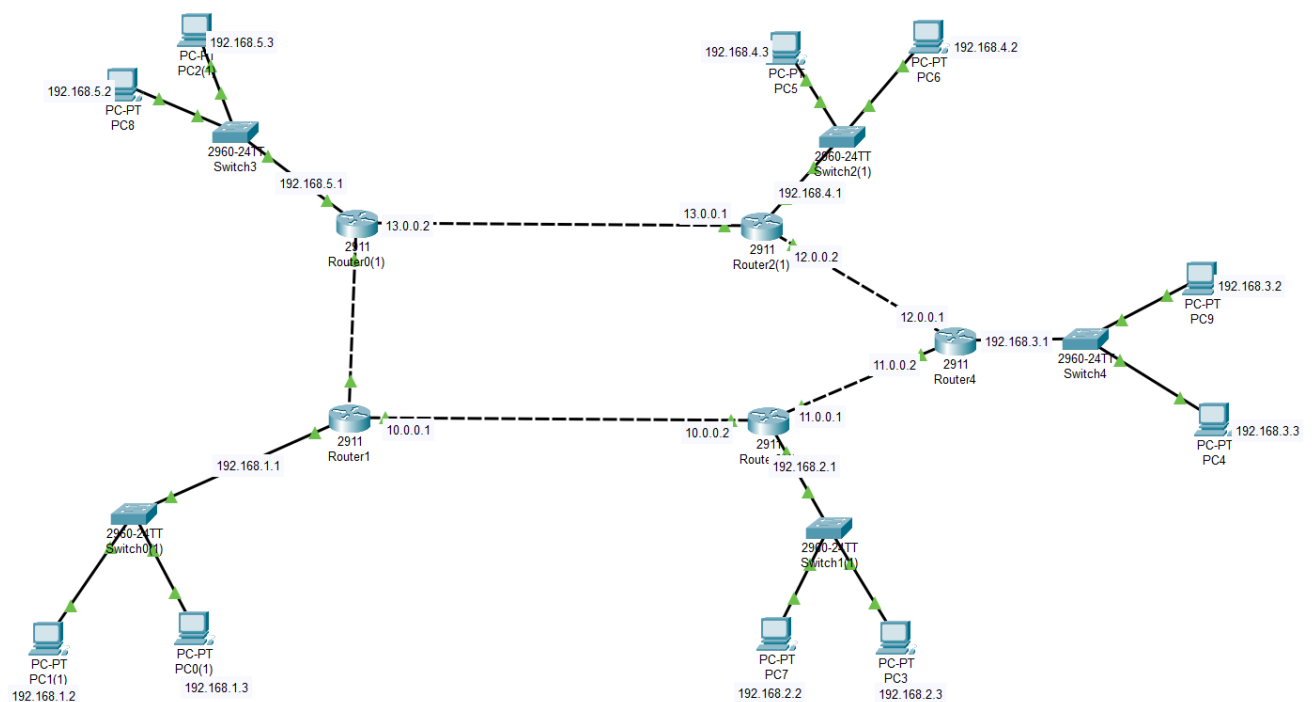 192.168.5.3
PC2(1)
192.168.5.2
PC-PT
PC8
2960-24TT
Switch3
192.168.5.1
13.0.0.2
2911
Router0(1)
192.168.4.3
PC-PT
PC5
192.168.4.2
PC-PT
PC6
2960-24TT
Switch2(1)
192.168.4.1
13.0.0.1
2911
Router2(1)
12.0.0.2
12.0.0.1
192.168.3.1
11.0.0.2
2911
Router4
192.168.3.2
PC-PT
PC9
2960-24TT
Switch4
192.168.3.3
PC-PT
PC4
10.0.0.1
2911
Router1
192.168.1.1
2960-24TT
Switch0(1)
PC-PT
PC1(1)
192.168.1.2
PC-PT
PC0(1)
192.168.1.3
11.0.0.1
10.0.0.2
2911
192.168.2.1
2960-24TT
Switch1(1)
PC-PT
PC7
192.168.2.2
PC-PT
PC3
192.168.2.3